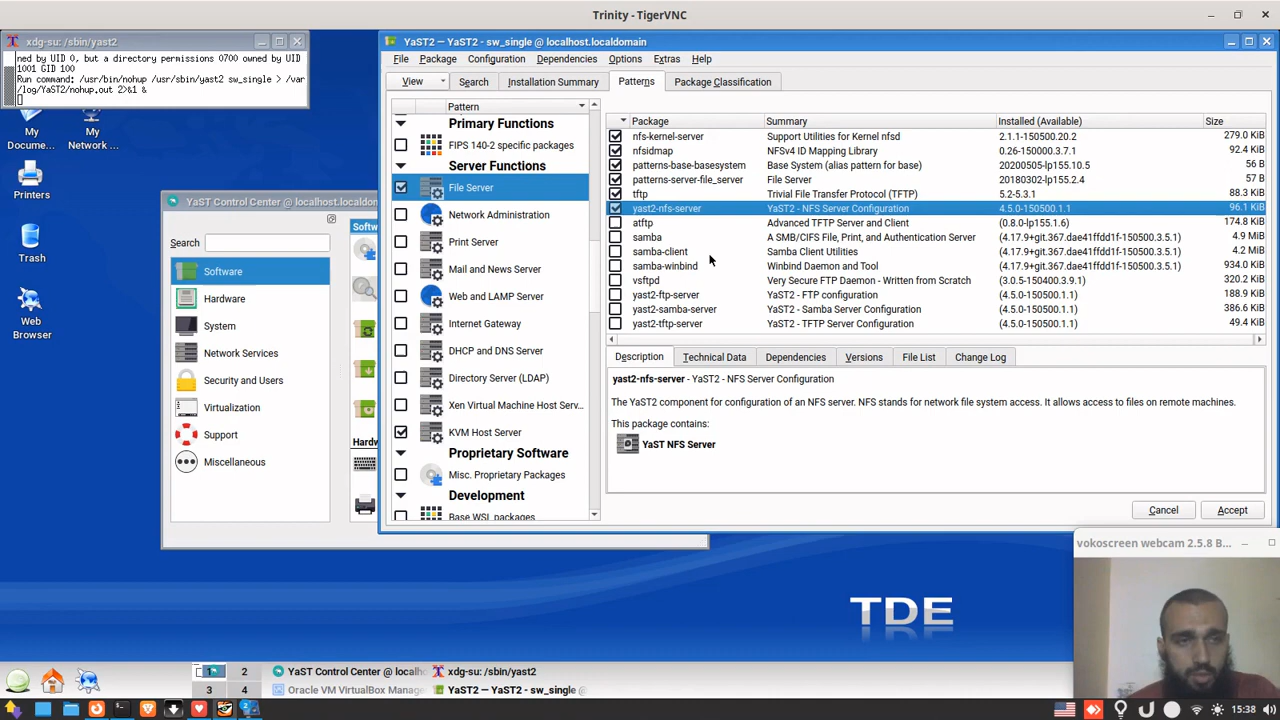 Trinity - TigerVNC
xdg-su: /sbin/yast2
ned by UID 0, but a directory permissions 0700 owned by UID
1001 GID 100
Run command: /usr/bin/nohup /usr/sbin/yast2 sw_single > /var
/log/YaST2/nohup.out 2>&1 &
My
Docume...
My
Network ...
Printers
Trash
Web
Browser
YaST Control Center @ localhost.localdon
Search
Software
Hardware
System
Network Services
Security and Users
Virtualization
Support
Miscellaneous
Softw
Hardw
YaST2 — YaST2 - sw_single @ localhost.localdomain
File Package Configuration Dependencies Options Extras Help
View Search Installation Summary Patterns Package Classification
Pattern
Primary Functions
FIPS 140-2 specific packages
Server Functions
File Server
Network Administration
Print Server
Mail and News Server
Web and LAMP Server
Internet Gateway
DHCP and DNS Server
Directory Server (LDAP)
Xen Virtual Machine Host Serv...
KVM Host Server
Proprietary Software
Misc. Proprietary Packages
Development
Base WSL packages
Package Summary Installed (Available) Size
nfs-kernel-server Support Utilities for Kernel nfsd 2.1.1-150500.20.2 279.0 KiB
nfsidmap NFSv4 ID Mapping Library 0.26-150000.3.7.1 92.4 KiB
patterns-base-basesystem Base System (alias pattern for base) 20200505-lp155.10.5 56 B
patterns-server-file_server File Server 20180302-lp155.2.4 57 B
tftp Trivial File Transfer Protocol (TFTP) 5.2-5.3.1 88.3 KiB
yast2-nfs-server YaST2 - NFS Server Configuration 4.5.0-150500.1.1 96.1 KiB
atftp Advanced TFTP Server and Client (0.8.0-lp155.1.6) 174.8 KiB
samba A SMB/CIFS File, Print, and Authentication Server (4.17.9+git.367.dae41ffdd1f-150500.3.5.1) 4.9 MiB
samba-client Samba Client Utilities (4.17.9+git.367.dae41ffdd1f-150500.3.5.1) 4.2 MiB
samba-winbind Winbind Daemon and Tool (4.17.9+git.367.dae41ffdd1f-150500.3.5.1) 934.0 KiB
vsftpd Very Secure FTP Daemon - Written from Scratch (3.0.5-150400.3.9.1) 320.2 KiB
yast2-ftp-server YaST2 - FTP configuration (4.5.0-150500.1.1) 188.9 KiB
yast2-samba-server YaST2 - Samba Server Configuration (4.5.0-150500.1.1) 386.6 KiB
yast2-tftp-server YaST2 - TFTP Server Configuration (4.5.0-150500.1.1) 49.4 KiB
Description Technical Data Dependencies Versions File List Change Log
yast2-nfs-server - YaST2 - NFS Server Configuration
The YaST2 component for configuration of an NFS server. NFS stands for network file system access. It allows access to files on remote machines.
This package contains:
YaST NFS Server
Cancel Accept
vokoscreen webcam 2.5.8 B...
TDE
1 2
3 4
YaST Control Center @ localho
xdg-su: /sbin/yast2
Oracle VM VirtualBox Manage
YaST2 — YaST2 - sw_single @
15:38